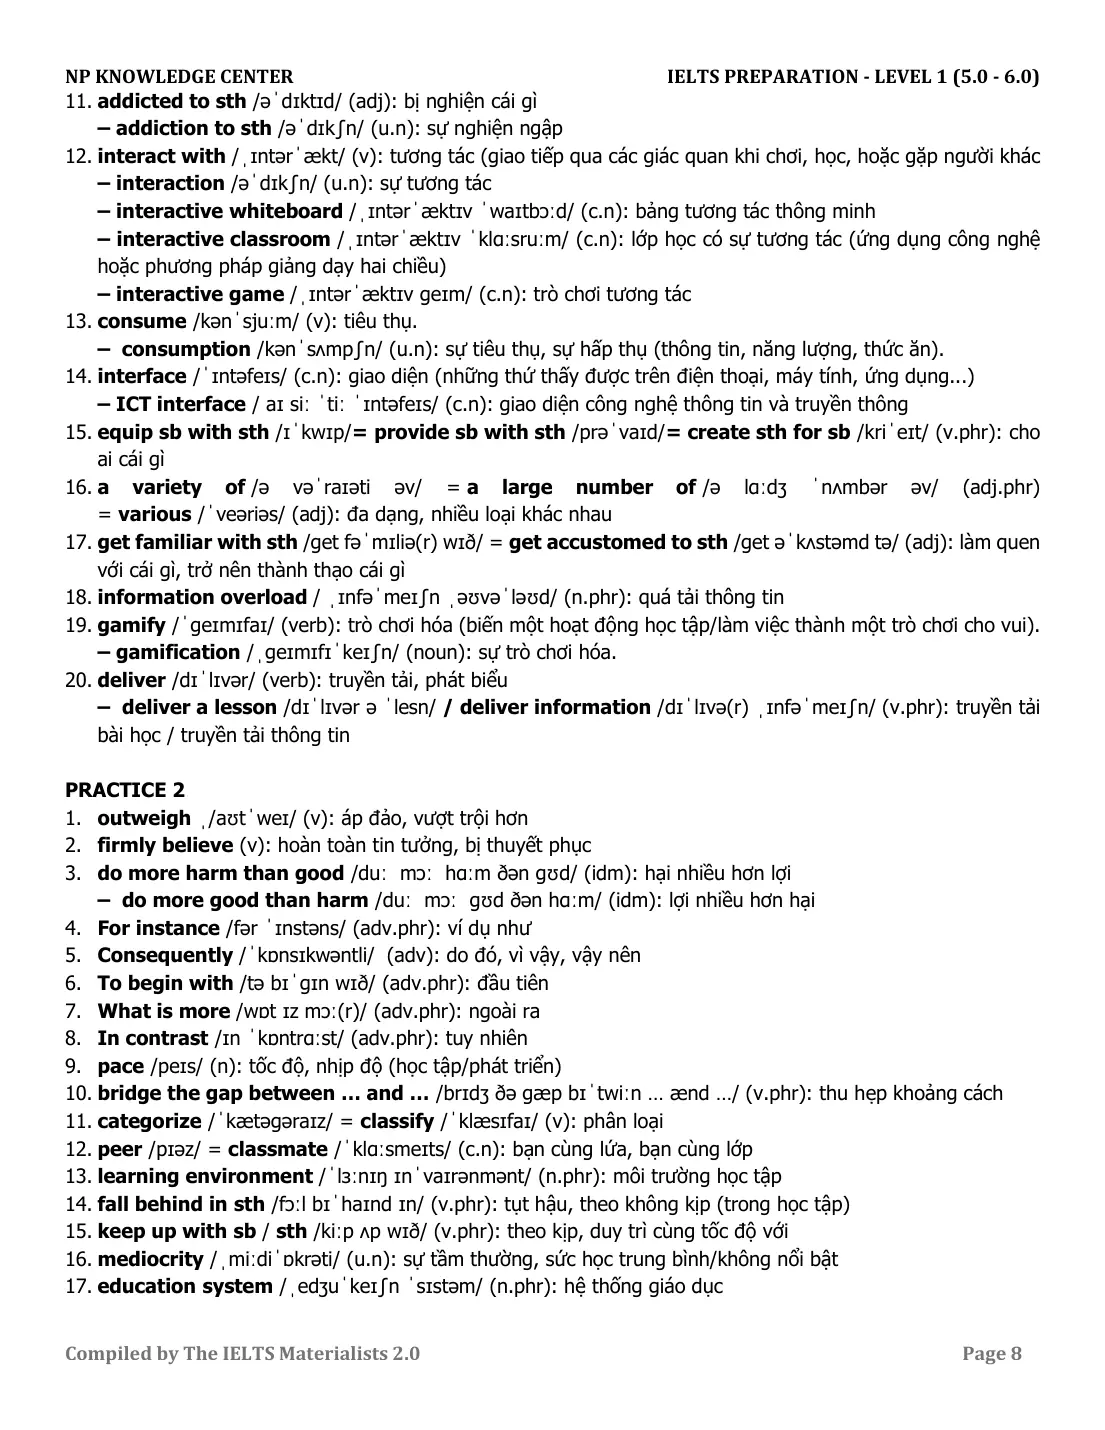 NP KNOWLEDGE CENTER IELTS PREPARATION - LEVEL 1 (5.0 - 6.0)
11. addicted to sth /əˈdɪktɪd/ (adj): bị nghiện cái gì
– addiction to sth /əˈdɪkʃn/ (u.n): sự nghiện ngập
12. interact with /ˌɪntərˈækt/ (v): tương tác (giao tiếp qua các giác quan khi chơi, học, hoặc gặp người khác
– interaction /əˈdɪkʃn/ (u.n): sự tương tác
– interactive whiteboard /ˌɪntərˈæktɪv ˈwaɪtbɔːd/ (c.n): bảng tương tác thông minh
– interactive classroom /ˌɪntərˈæktɪv ˈklɑːsruːm/ (c.n): lớp học có sự tương tác (ứng dụng công nghệ
hoặc phương pháp giảng dạy hai chiều)
– interactive game /ˌɪntərˈæktɪv geɪm/ (c.n): trò chơi tương tác
13. consume /kənˈsjuːm/ (v): tiêu thụ.
– consumption /kənˈsʌmpʃn/ (u.n): sự tiêu thụ, sự hấp thụ (thông tin, năng lượng, thức ăn).
14. interface /ˈɪntəfeɪs/ (c.n): giao diện (những thứ thấy được trên điện thoại, máy tính, ứng dụng...)
– ICT interface / aɪ siː ˈtiː ˈɪntəfeɪs/ (c.n): giao diện công nghệ thông tin và truyền thông
15. equip sb with sth /ɪˈkwɪp/= provide sb with sth /prəˈvaɪd/= create sth for sb /kriˈeɪt/ (v.phr): cho
ai cái gì
16. a variety of /ə vəˈraɪəti əv/ = a large number of /ə lɑːdʒ ˈnʌmbər əv/ (adj.phr)
= various /ˈveəriəs/ (adj): đa dạng, nhiều loại khác nhau
17. get familiar with sth /get fəˈmɪliə(r) wɪð/ = get accustomed to sth /get əˈkʌstəmd tə/ (adj): làm quen
với cái gì, trở nên thành thạo cái gì
18. information overload / ˌɪnfəˈmeɪʃn ˌəʊvəˈləʊd/ (n.phr): quá tải thông tin
19. gamify /ˈgeɪmɪfaɪ/ (verb): trò chơi hóa (biến một hoạt động học tập/làm việc thành một trò chơi cho vui).
– gamification /ˌgeɪmɪfɪˈkeɪʃn/ (noun): sự trò chơi hóa.
20. deliver /dɪˈlɪvər/ (verb): truyền tải, phát biểu
– deliver a lesson /dɪˈlɪvər ə ˈlesn/ / deliver information /dɪˈlɪvə(r) ˌɪnfəˈmeɪʃn/ (v.phr): truyền tải
bài học / truyền tải thông tin
PRACTICE 2
1. outweigh ˌ/aʊtˈweɪ/ (v): áp đảo, vượt trội hơn
2. firmly believe (v): hoàn toàn tin tưởng, bị thuyết phục
3. do more harm than good /duː mɔː hɑːm ðən gʊd/ (idm): hại nhiều hơn lợi
– do more good than harm /duː mɔː gʊd ðən hɑːm/ (idm): lợi nhiều hơn hại
4. For instance /fər ˈɪnstəns/ (adv.phr): ví dụ như
5. Consequently /ˈkɒnsɪkwəntli/ (adv): do đó, vì vậy, vậy nên
6. To begin with /tə bɪˈgɪn wɪð/ (adv.phr): đầu tiên
7. What is more /wɒt ɪz mɔː(r)/ (adv.phr): ngoài ra
8. In contrast /ɪn ˈkɒntrɑːst/ (adv.phr): tuy nhiên
9. pace /peɪs/ (n): tốc độ, nhịp độ (học tập/phát triển)
10. bridge the gap between … and … /brɪdʒ ðə gæp bɪˈtwiːn … ænd …/ (v.phr): thu hẹp khoảng cách
11. categorize /ˈkætəgəraɪz/ = classify /ˈklæsɪfaɪ/ (v): phân loại
12. peer /pɪəz/ = classmate /ˈklɑːsmeɪts/ (c.n): bạn cùng lứa, bạn cùng lớp
13. learning environment /ˈlɜːnɪŋ ɪnˈvaɪrənmənt/ (n.phr): môi trường học tập
14. fall behind in sth /fɔːl bɪˈhaɪnd ɪn/ (v.phr): tụt hậu, theo không kịp (trong học tập)
15. keep up with sb / sth /kiːp ʌp wɪð/ (v.phr): theo kịp, duy trì cùng tốc độ với
16. mediocrity /ˌmiːdiˈɒkrəti/ (u.n): sự tầm thường, sức học trung bình/không nổi bật
17. education system /ˌedʒuˈkeɪʃn ˈsɪstəm/ (n.phr): hệ thống giáo dục
Compiled by The IELTS Materialists 2.0 Page 8